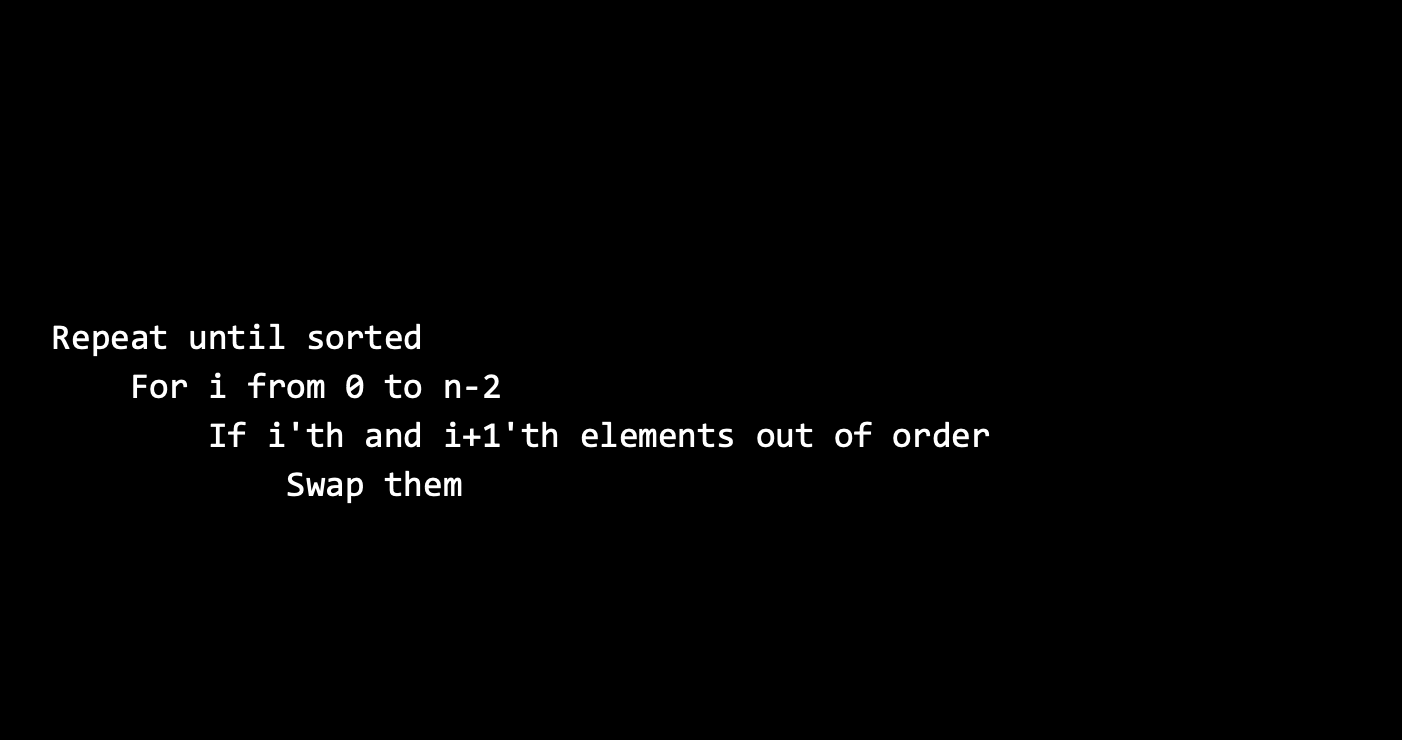 Repeat until sorted
    For i from 0 to n-2
        If i'th and i+1'th elements out of order
            Swap them